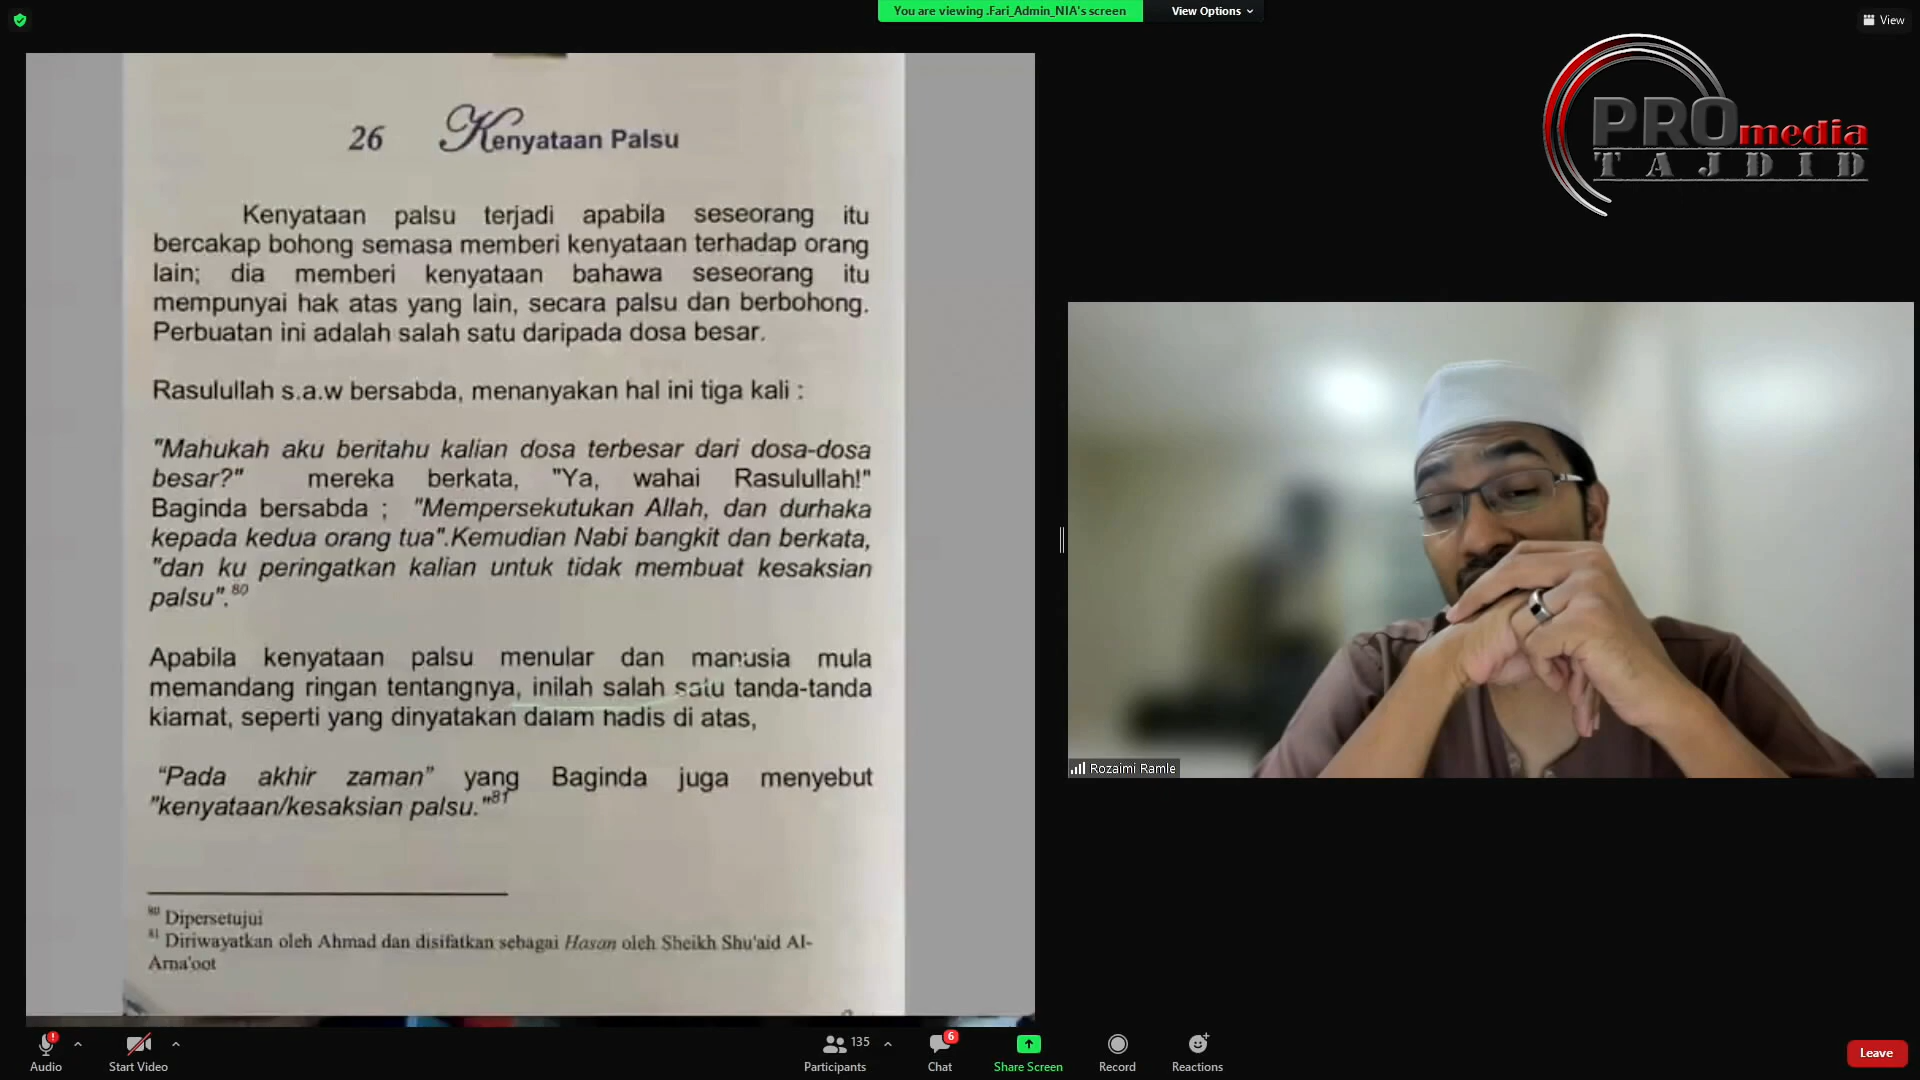 You are viewing .Fari_Admin_NIA's screen
View Options
View
PROmedia
TAJDID
26 Kenyataan Palsu
Kenyataan palsu terjadi apabila seseorang itu
bercakap bohong semasa memberi kenyataan terhadap orang
lain; dia memberi kenyataan bahawa seseorang itu
mempunyai hak atas yang lain, secara palsu dan berbohong.
Perbuatan ini adalah salah satu daripada dosa besar.
Rasulullah s.a.w bersabda, menanyakan hal ini tiga kali :
"Mahukah aku beritahu kalian dosa terbesar dari dosa-dosa
besar?" mereka berkata, "Ya, wahai Rasulullah!"
Baginda bersabda ; "Mempersekutukan Allah, dan durhaka
kepada kedua orang tua".Kemudian Nabi bangkit dan berkata,
"dan ku peringatkan kalian untuk tidak membuat kesaksian
palsu".80
Apabila kenyataan palsu menular dan manusia mula
memandang ringan tentangnya, inilah salah satu tanda-tanda
kiamat, seperti yang dinyatakan dalam hadis di atas,
“Pada akhir zaman” yang Baginda juga menyebut
"kenyataan/kesaksian palsu."81
80 Dipersetujui
81 Diriwayatkan oleh Ahmad dan disifatkan sebagai Hasan oleh Sheikh Shu'aid Al-
Arna'oot
Rozaimi Ramle
Audio
Start Video
135
Participants
6
Chat
Share Screen
Record
Reactions
Leave